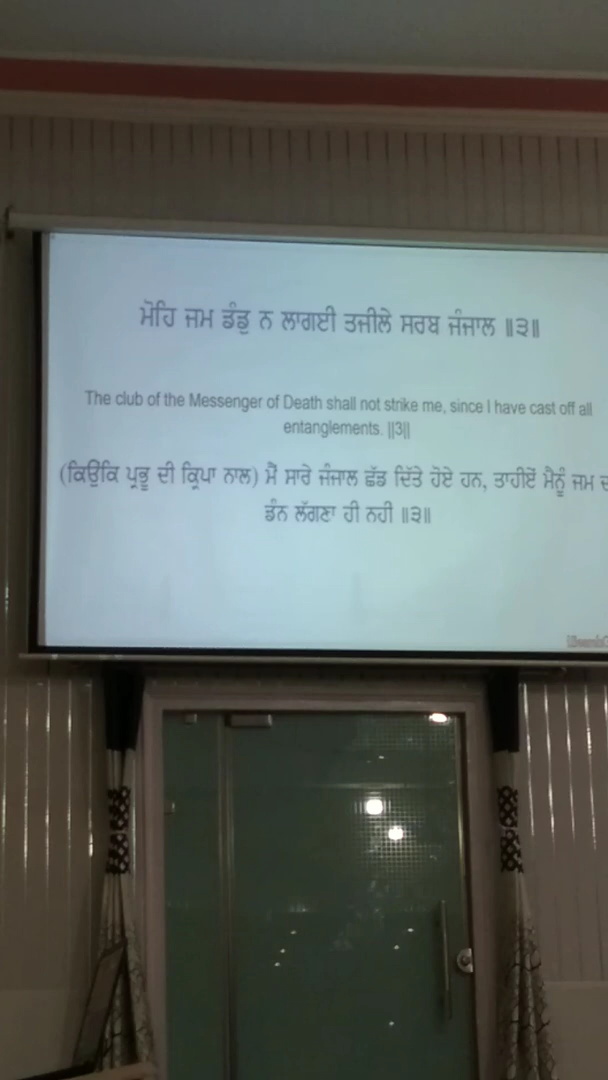 ਮੋਹਿ ਜਮ ਡੰਡੁ ਨ ਲਾਗਈ ਤਜੀਲੇ ਸਰਬ ਜੰਜਾਲ ॥੩॥
The club of the Messenger of Death shall not strike me, since I have cast off all
entanglements. ||3||
(ਕਿਉਂਕਿ ਪ੍ਰਭੂ ਦੀ ਕ੍ਰਿਪਾ ਨਾਲ) ਮੈਂ ਸਾਰੇ ਜੰਜਾਲ ਛੱਡ ਦਿੱਤੇ ਹੋਏ ਹਨ, ਤਾਹੀਏਂ ਮੈਨੂੰ ਜਮ
ਡੰਨ ਲੱਗਣਾ ਹੀ ਨਹੀ ॥੩॥